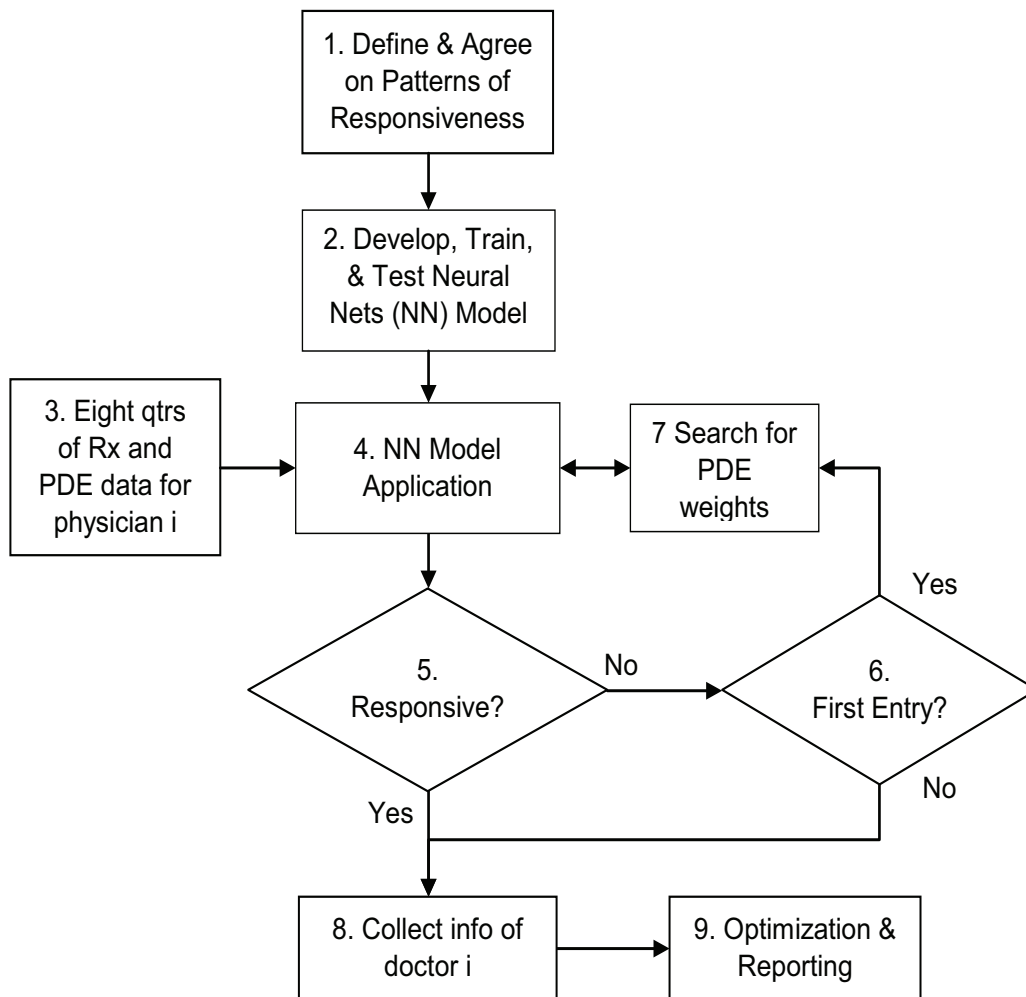 1. Define & Agree
on Patterns of
Responsiveness
2. Develop, Train,
& Test Neural
Nets (NN) Model
3. Eight qtrs
of Rx and
PDE data for
physician i
4. NN Model
Application
7 Search for
PDE
weights
Yes
5.
Responsive?
No
6.
First Entry?
Yes
No
8. Collect info of
doctor i
9. Optimization &
Reporting